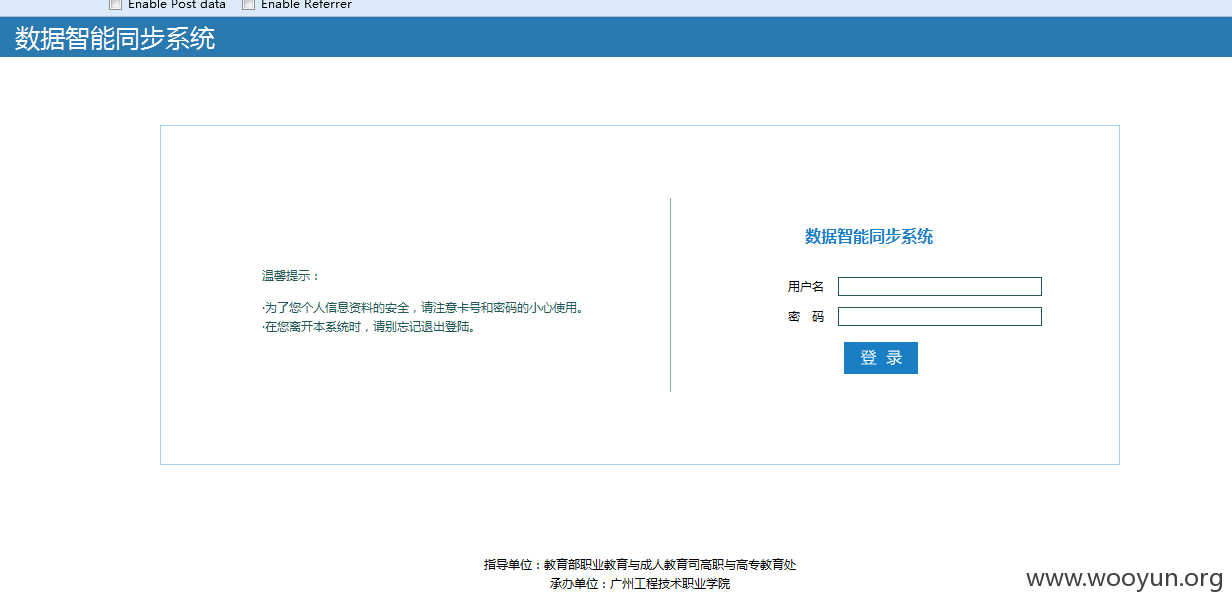 Enable Post data Enable Referrer
数据智能同步系统
数据智能同步系统
温馨提示：
用户名
·为了您个人信息资料的安全，请注意卡号和密码的小心使用。
密 码
·在您离开本系统时，请别忘记退出登陆。
登 录
指导单位：教育部职业教育与成人教育司高职与高专教育处
承办单位：广州工程技术职业学院
www.wooyun.org